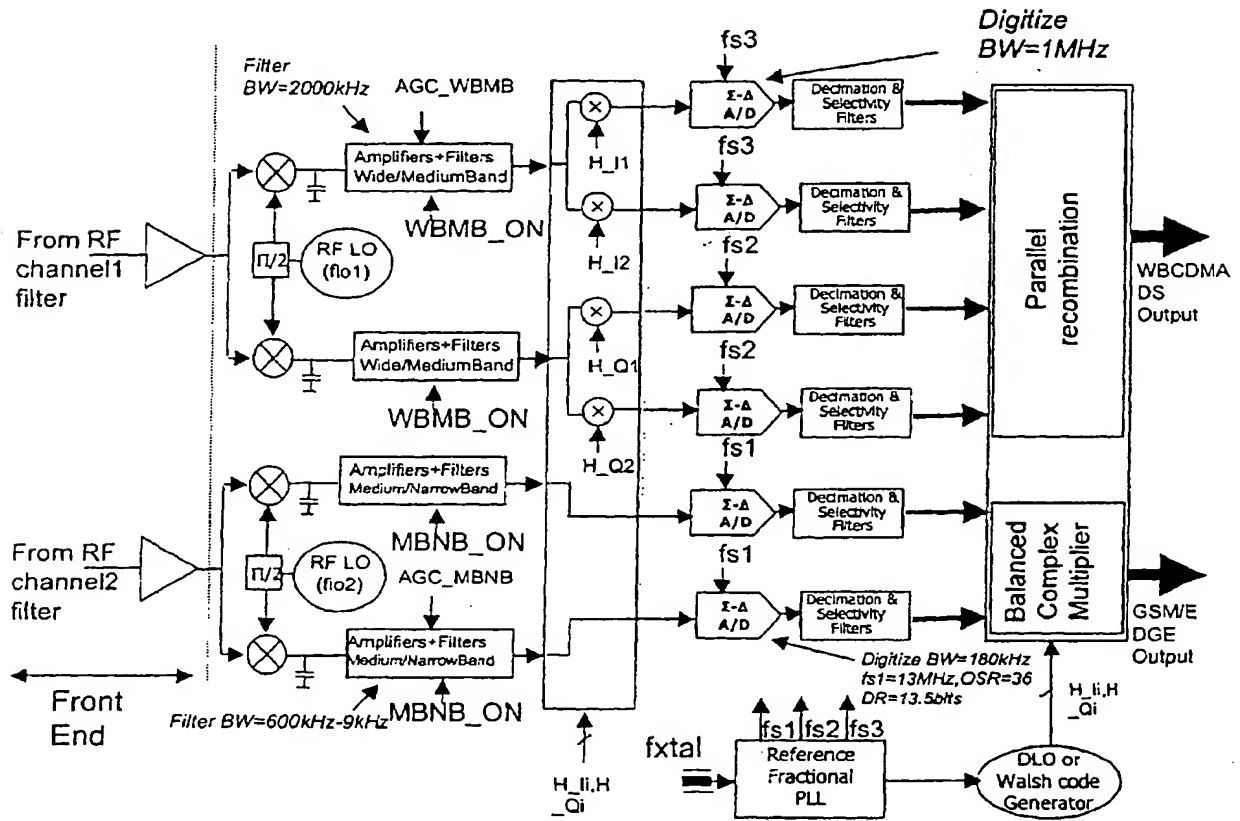 Digitize
BW=1MHz
fs3
Filter
BW=2000kHz
AGC_WBMB
Σ-Δ
A/D
Decimation &
Selectivity
Filters
H_I1
fs3
Amplifiers+Filters
Wide/MediumBand
Σ-Δ
A/D
Decimation &
Selectivity
Filters
WBMB_ON
H_I2
From RF
channel1
filter
Π/2
RF LO
(flo1)
fs2
Σ-Δ
A/D
Decimation &
Selectivity
Filters
Parallel
recombination
WBCDMA
DS
Output
H_Q1
fs2
Amplifiers+Filters
Wide/MediumBand
WBMB_ON
Σ-Δ
A/D
Decimation &
Selectivity
Filters
H_Q2
fs1
Amplifiers+Filters
Medium/NarrowBand
MBNB_ON
Σ-Δ
A/D
Decimation &
Selectivity
Filters
From RF
channel2
filter
Π/2
RF LO
(flo2)
AGC_MBNB
fs1
Balanced
Complex
Multiplier
GSM/E
DGE
Output
Amplifiers+Filters
Medium/NarrowBand
Σ-Δ
A/D
Decimation &
Selectivity
Filters
Front
End
Filter BW=600kHz-9kHz
MBNB_ON
Digitize BW=180kHz
fs1=13MHz,OSR=36
DR=13.5bits
H_Ii,H
_Qi
fs1
fs2
fs3
fxtal
Reference
Fractional
PLL
DLO or
Walsh code
Generator
H_Ii,H
_Qi